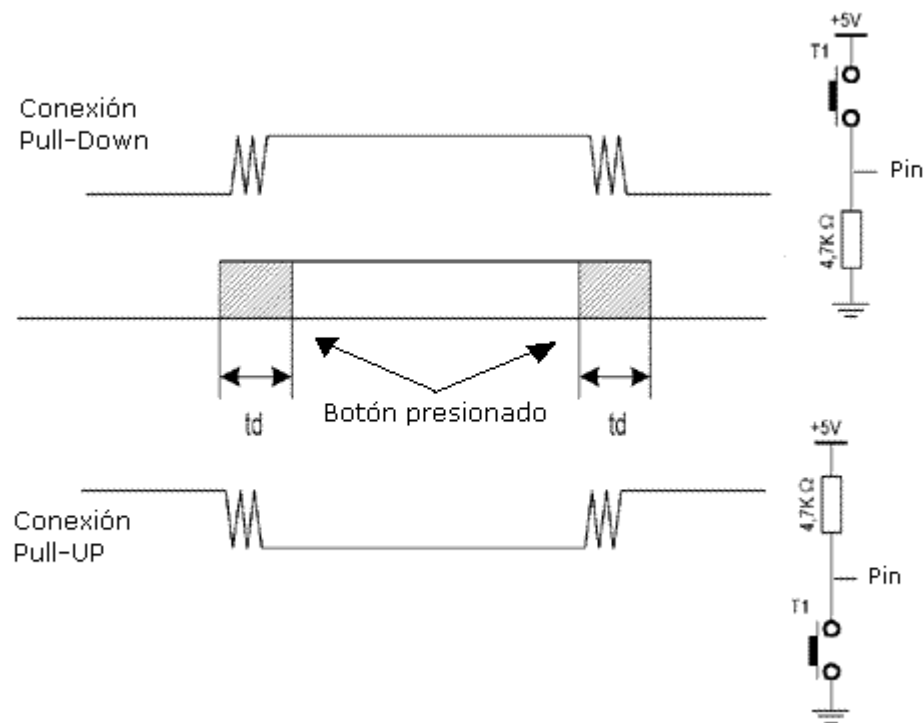 +5V
T1
Conexión
Pull-Down
Pin
4,7K Ω
Botón presionado
td
td
+5V
4,7K Ω
Conexión
Pull-UP
Pin
T1